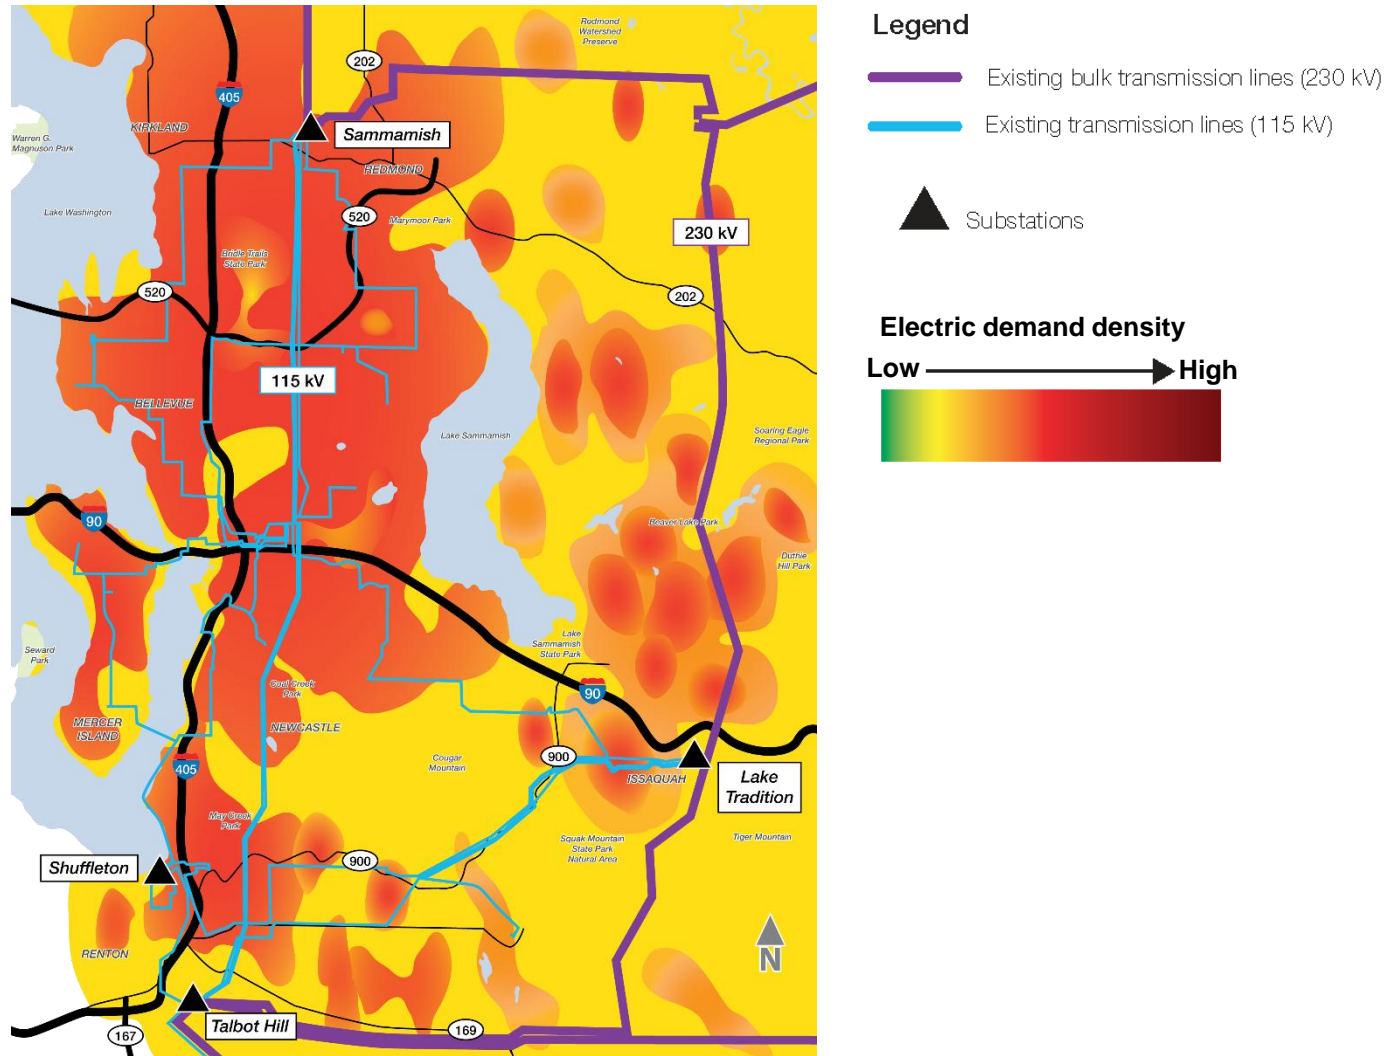 Redmond
Watershed
Preserve
202
405
KIRKLAND
Sammamish
Warren G.
Magnuson Park
REDMOND
Lake Washington
520
Marymoor Park
230 kV
Bridle Trails
State Park
520
202
115 kV
BELLEVUE
Lake Sammamish
Soaring Eagle
Regional Park
90
Beaver Lake Park
Duthie
Hill Park
Seward
Park
Lake
Sammamish
State Park
Coal Creek
Park
90
MERCER
ISLAND
NEWCASTLE
Cougar
Mountain
900
405
ISSAQUAH
Lake
Tradition
May Creek
Park
Squak Mountain
State Park
Natural Area
Tiger Mountain
Shuffleton
900
RENTON
N
Talbot Hill
169
167
Legend
Existing bulk transmission lines (230 kV)
Existing transmission lines (115 kV)
Substations
Electric demand density
Low
High